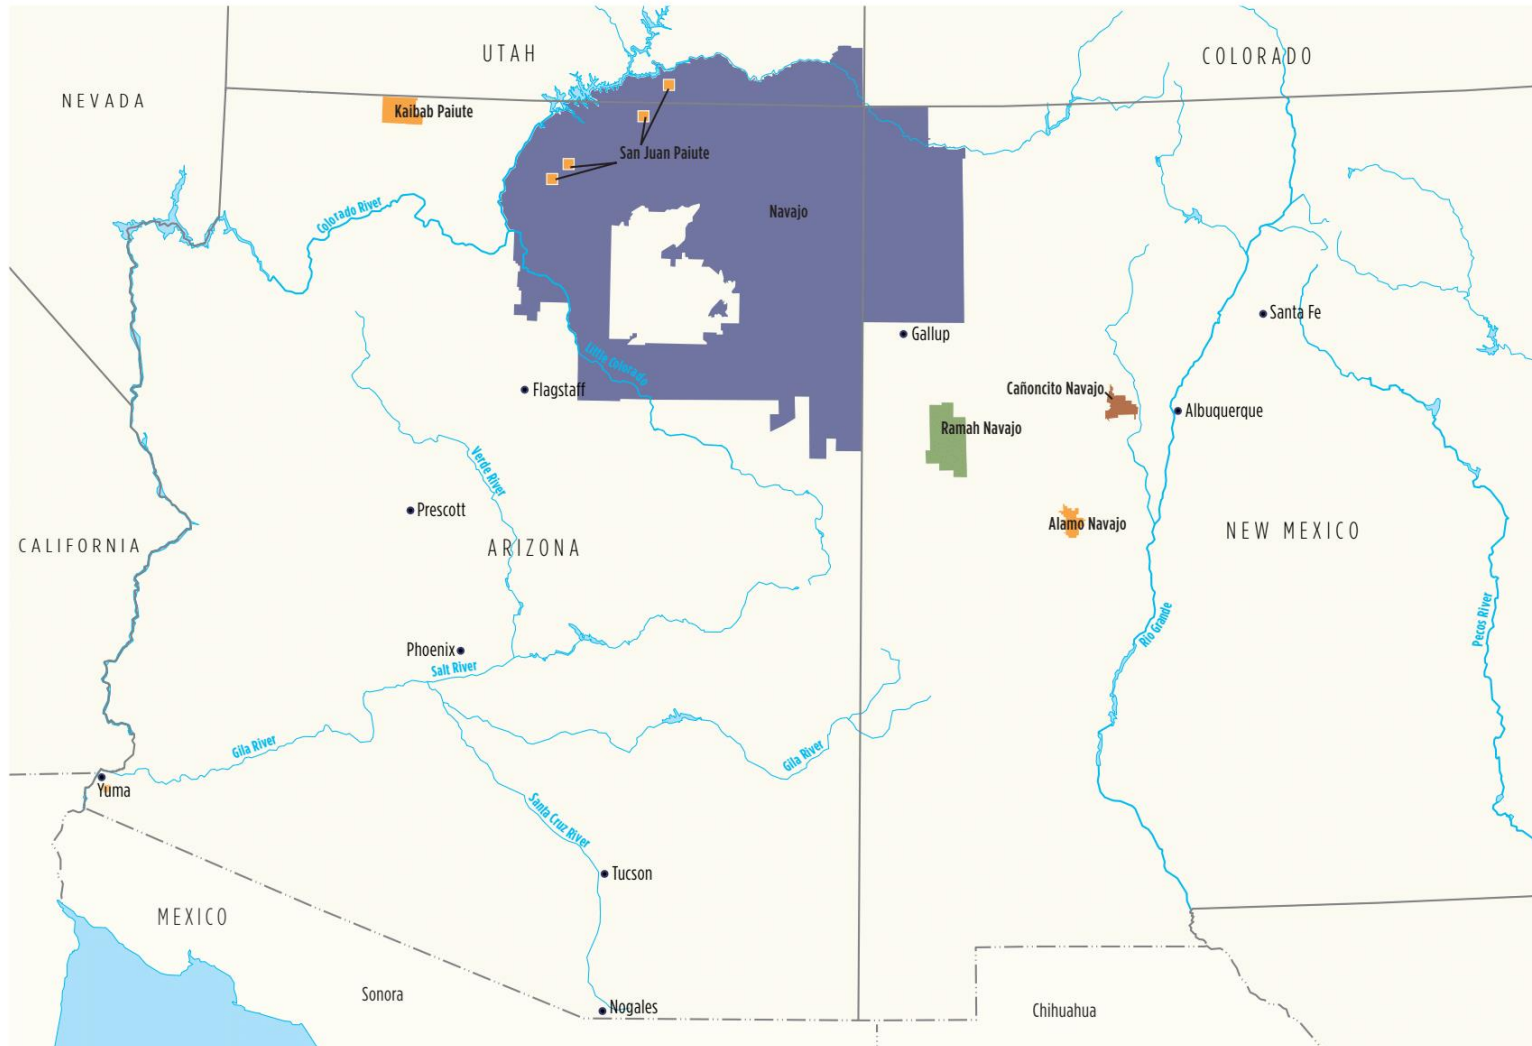 UTAH
COLORADO
NEVADA
Kaibab Paiute
San Juan Paiute
Navajo
Colorado River
Santa Fe
Gallup
Little Colorado
Flagstaff
Cañoncito Navajo
Albuquerque
Ramah Navajo
Verde River
Prescott
Alamo Navajo
NEW MEXICO
CALIFORNIA
ARIZONA
Rio Grande
Pecos River
Phoenix
Salt River
Gila River
Gila River
Yuma
Santa Cruz River
Tucson
MEXICO
Sonora
Nogales
Chihuahua